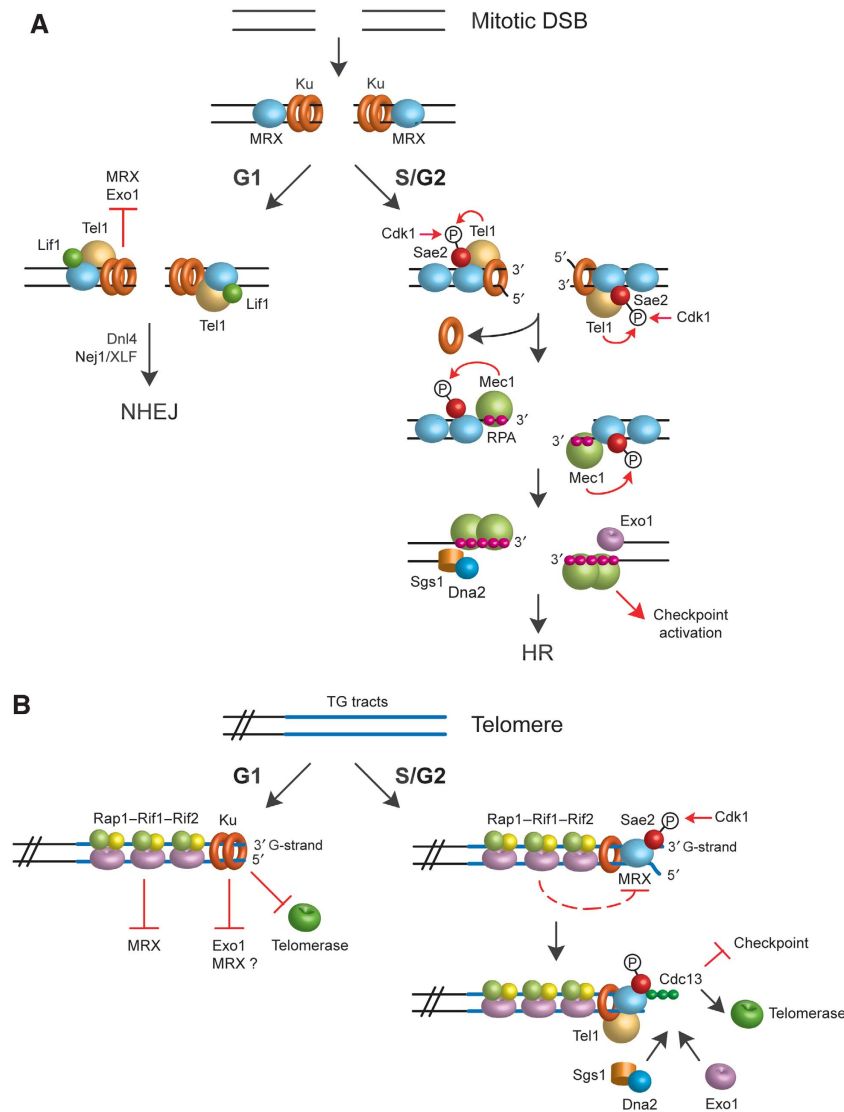 A
Mitotic DSB
Ku
Ku
MRX
MRX
G1
S/G2
MRX
Exo1
Tel1
Lif1
Tel1
Lif1
Dnl4
Nej1/XLF
NHEJ
Cdk1
P
Tel1
Sae2
3′
5′
5′
3′
Sae2
Tel1
P
Cdk1
P
Mec1
3′
RPA
3′
Mec1
P
3′
Sgs1
Dna2
Exo1
3′
Checkpoint
activation
HR
B
TG tracts
Telomere
G1
S/G2
Rap1–Rif1–Rif2
Ku
3′ G-strand
5′
MRX
Exo1
MRX ?
Telomerase
Rap1–Rif1–Rif2
Sae2
P
Cdk1
3′ G-strand
5′
MRX
P
Cdc13
Checkpoint
Telomerase
Tel1
Sgs1
Dna2
Exo1